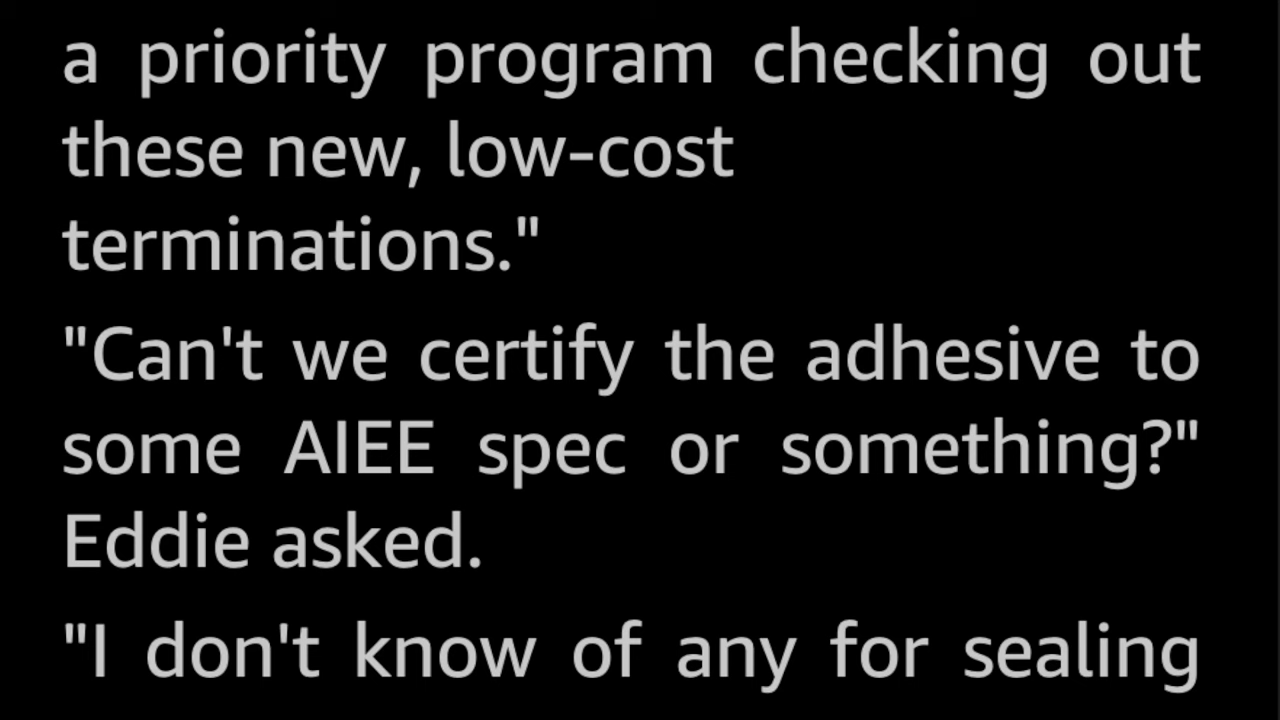 a priority program checking out
these new, low-cost
terminations."
"Can't we certify the adhesive to
some AIEE spec or something?"
Eddie asked.
"I don't know of any for sealing